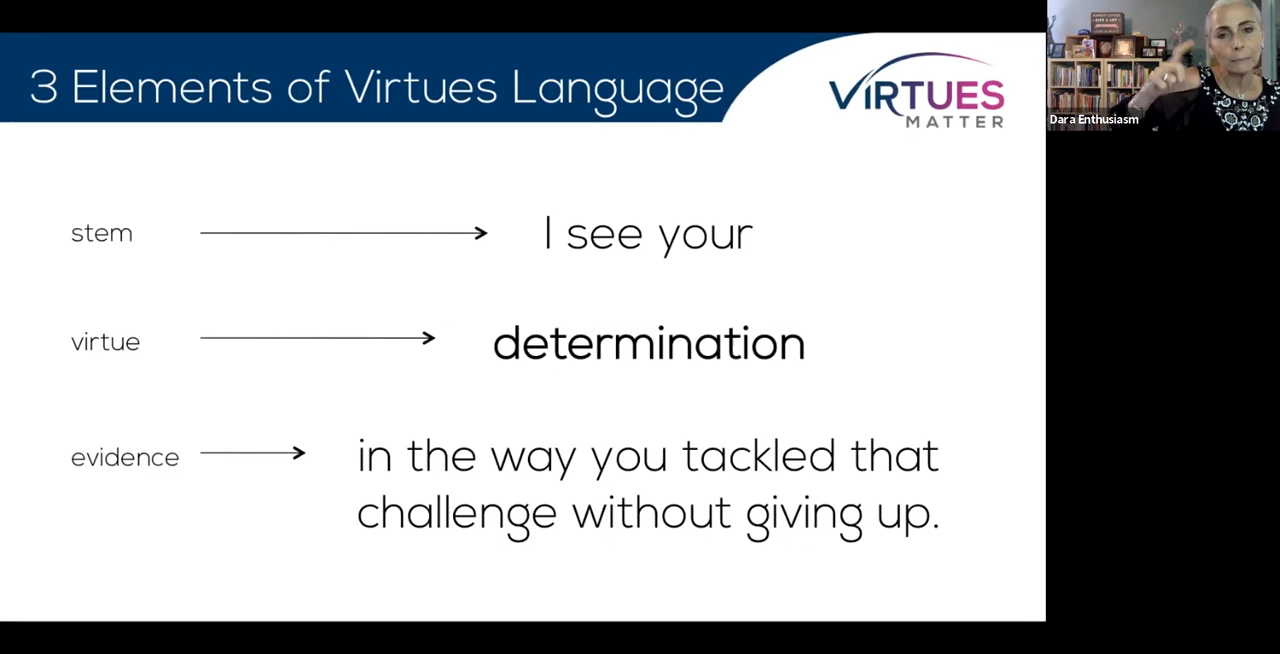 3 Elements of Virtues Language
VIRTUES
MATTER
Dara Enthusiasm
stem
I see your
virtue
determination
evidence
in the way you tackled that
challenge without giving up.